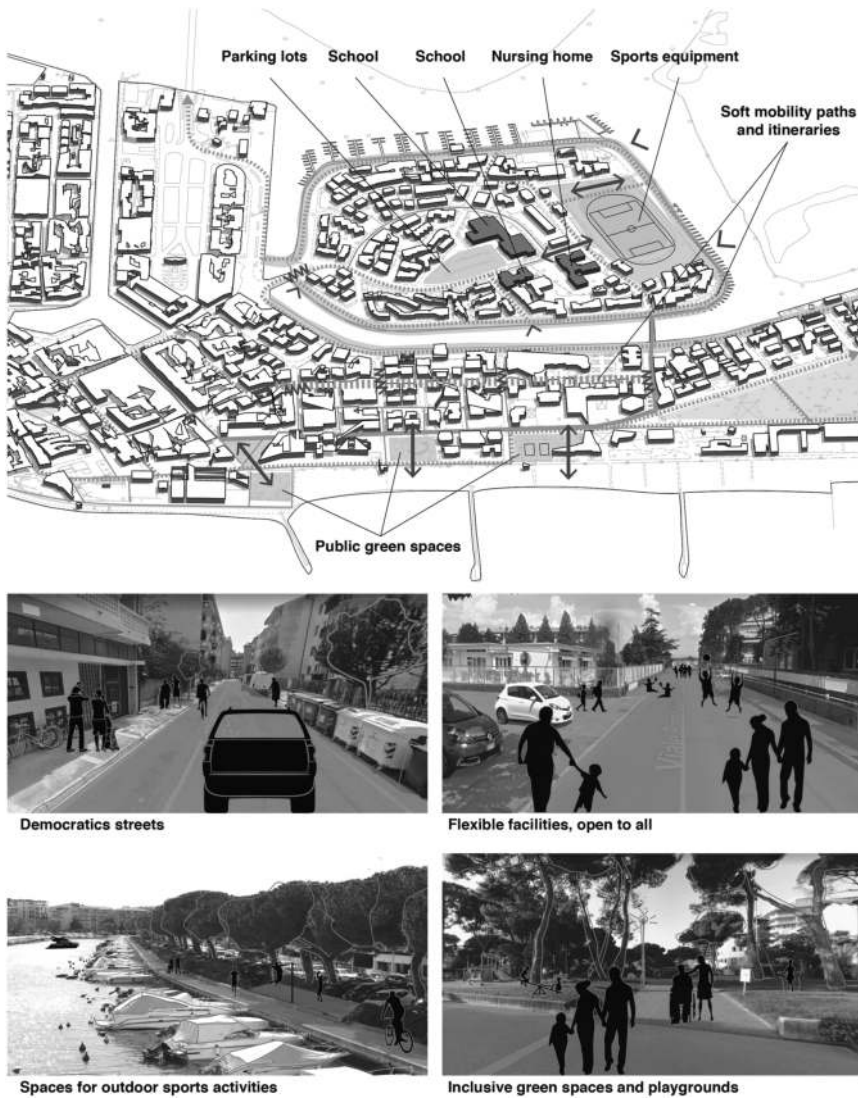 Parking lots School School Nursing home Sports equipment
Soft mobility paths
and itineraries
Public green spaces
Democratics streets
Flexible facilities, open to all
Spaces for outdoor sports activities
Inclusive green spaces and playgrounds